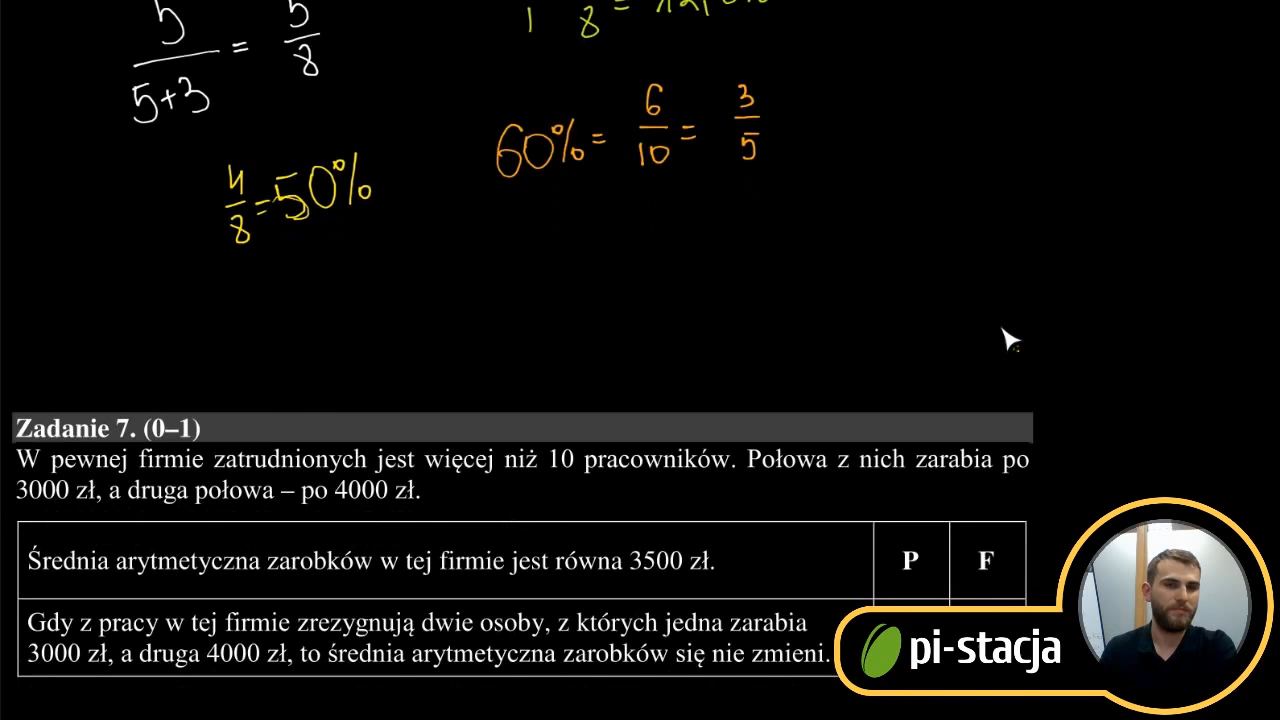 5/(5+3) = 5/8
1 8 =
60% = 6/10 = 3/5
4/8 = 50%
Zadanie 7. (0–1)
W pewnej firmie zatrudnionych jest więcej niż 10 pracowników. Połowa z nich zarabia po
3000 zł, a druga połowa – po 4000 zł.
Średnia arytmetyczna zarobków w tej firmie jest równa 3500 zł. P F
Gdy z pracy w tej firmie zrezygnują dwie osoby, z których jedna zarabia
3000 zł, a druga 4000 zł, to średnia arytmetyczna zarobków się nie zmieni.
pi-stacja